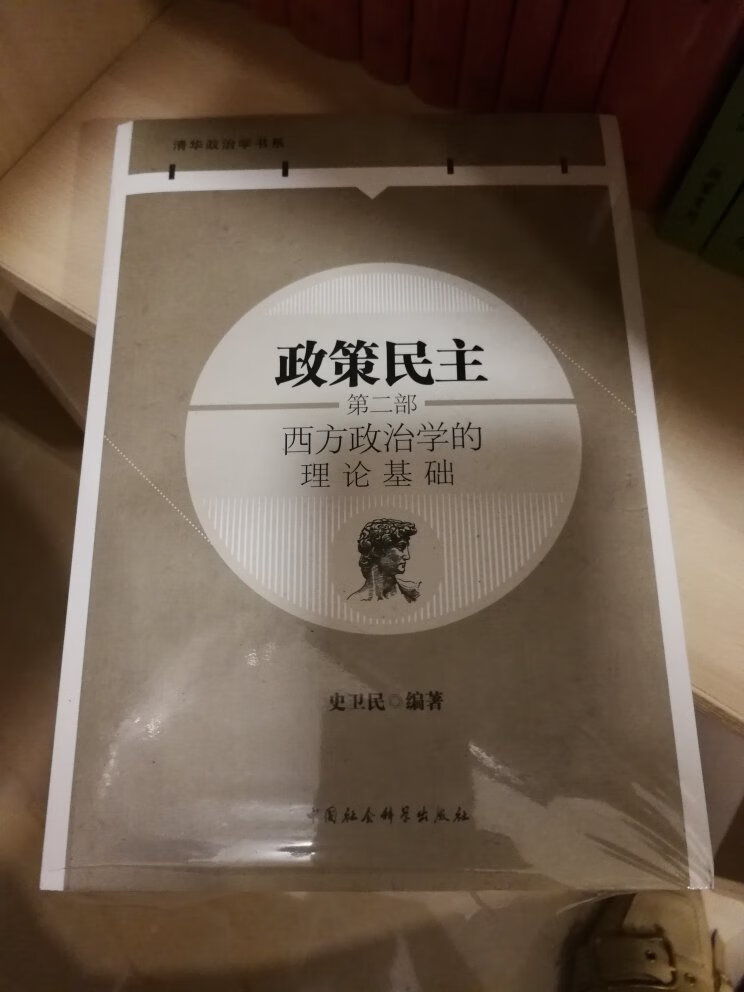 清华政治学书系
政策民主
第二部
西方政治学的
理论基础
史卫民◎编著
中国社会科学出版社